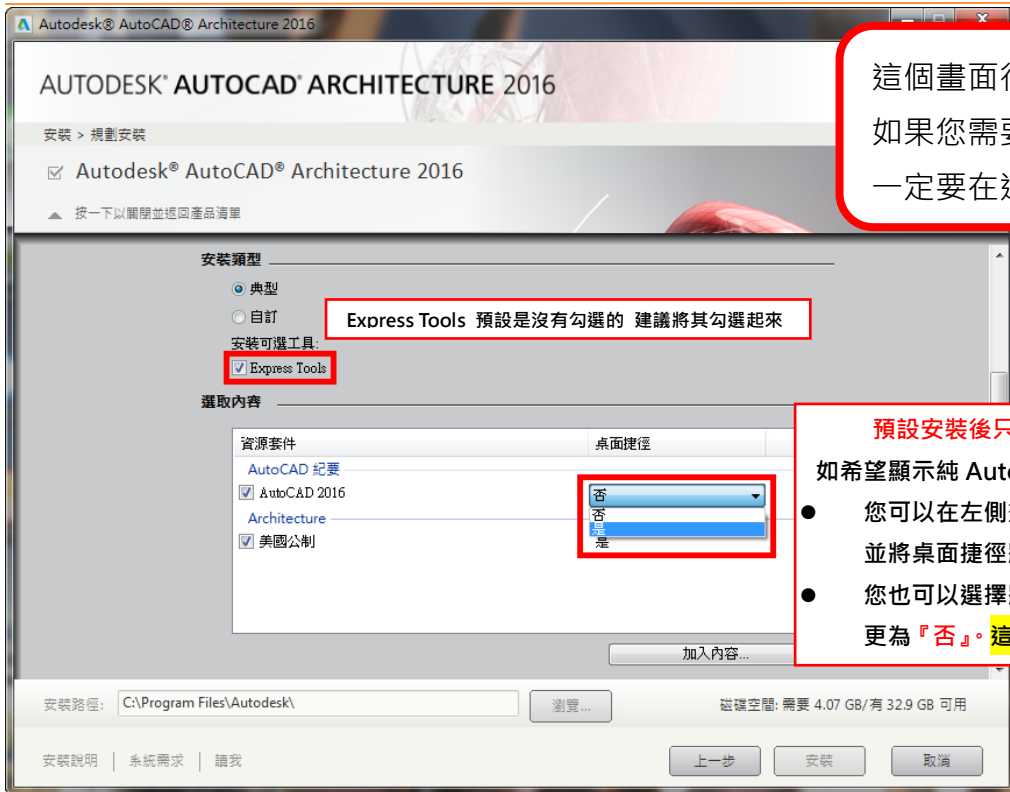 Autodesk® AutoCAD® Architecture 2016
AUTODESK® AUTOCAD® ARCHITECTURE 2016
安裝 > 規劃安裝
Autodesk® AutoCAD® Architecture 2016
按一下以關閉並返回產品清單
這個畫面
如果您需要
一定要在
安裝類型
典型
自訂
Express Tools 預設是沒有勾選的 建議將其勾選起來
安裝可選工具:
Express Tools
選取內容
資源套件 桌面捷徑
AutoCAD 紀要
AutoCAD 2016 否
否
是
Architecture
美國公制 是
預設安裝後只
如希望顯示純 Auto
● 您可以在左側
並將桌面捷徑
● 您也可以選擇
更為『否』。這
加入內容...
安裝路徑: C:\Program Files\Autodesk\ 瀏覽... 磁碟空間: 需要 4.07 GB/有 32.9 GB 可用
安裝說明 | 系統需求 | 讀我 上一步 安裝 取消